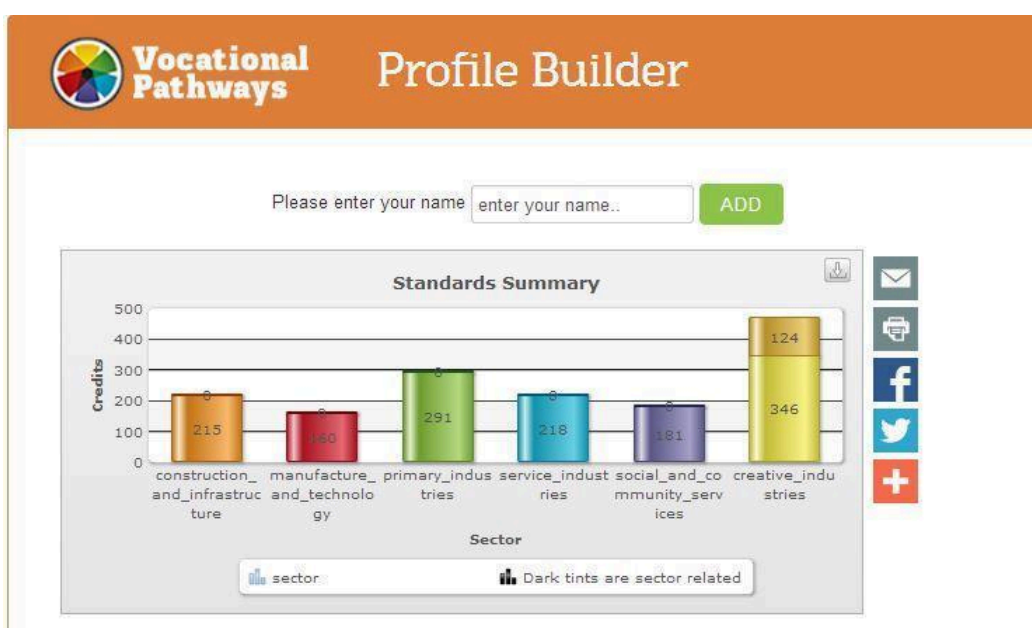 Vocational
Pathways
Profile Builder
Please enter your name
enter your name..
ADD
Standards Summary
Credits
500
400
300
200
100
0
215
160
291
218
181
124
346
construction_
and_infrastruc
ture
manufacture_
and_technolo
gy
primary_indus
tries
service_indust
ries
social_and_co
mmunity_serv
ices
creative_indu
stries
Sector
sector
Dark tints are sector related